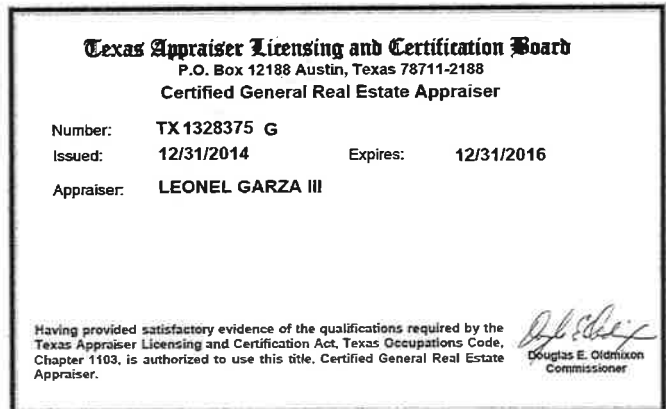 Texas Appraiser Licensing and Certification Board
P.O. Box 12188 Austin, Texas 78711-2188
Certified General Real Estate Appraiser
Number: TX 1328375 G
Issued: 12/31/2014 Expires: 12/31/2016
Appraiser: LEONEL GARZA III
Having provided satisfactory evidence of the qualifications required by the
Texas Appraiser Licensing and Certification Act, Texas Occupations Code,
Chapter 1103, is authorized to use this title, Certified General Real Estate
Appraiser.
Douglas E. Oldmixon
Commissioner